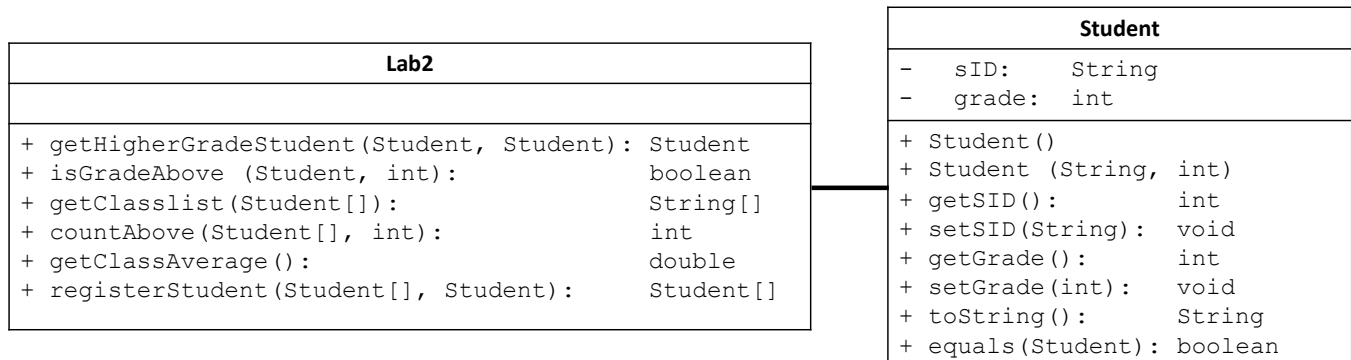 Lab2
+ getHigherGradeStudent(Student, Student): Student
+ isGradeAbove (Student, int): boolean
+ getClasslist(Student[]): String[]
+ countAbove(Student[], int): int
+ getClassAverage(): double
+ registerStudent(Student[], Student): Student[]
Student
- sID: String
- grade: int
+ Student()
+ Student (String, int)
+ getSID(): int
+ setSID(String): void
+ getGrade(): int
+ setGrade(int): void
+ toString(): String
+ equals(Student): boolean